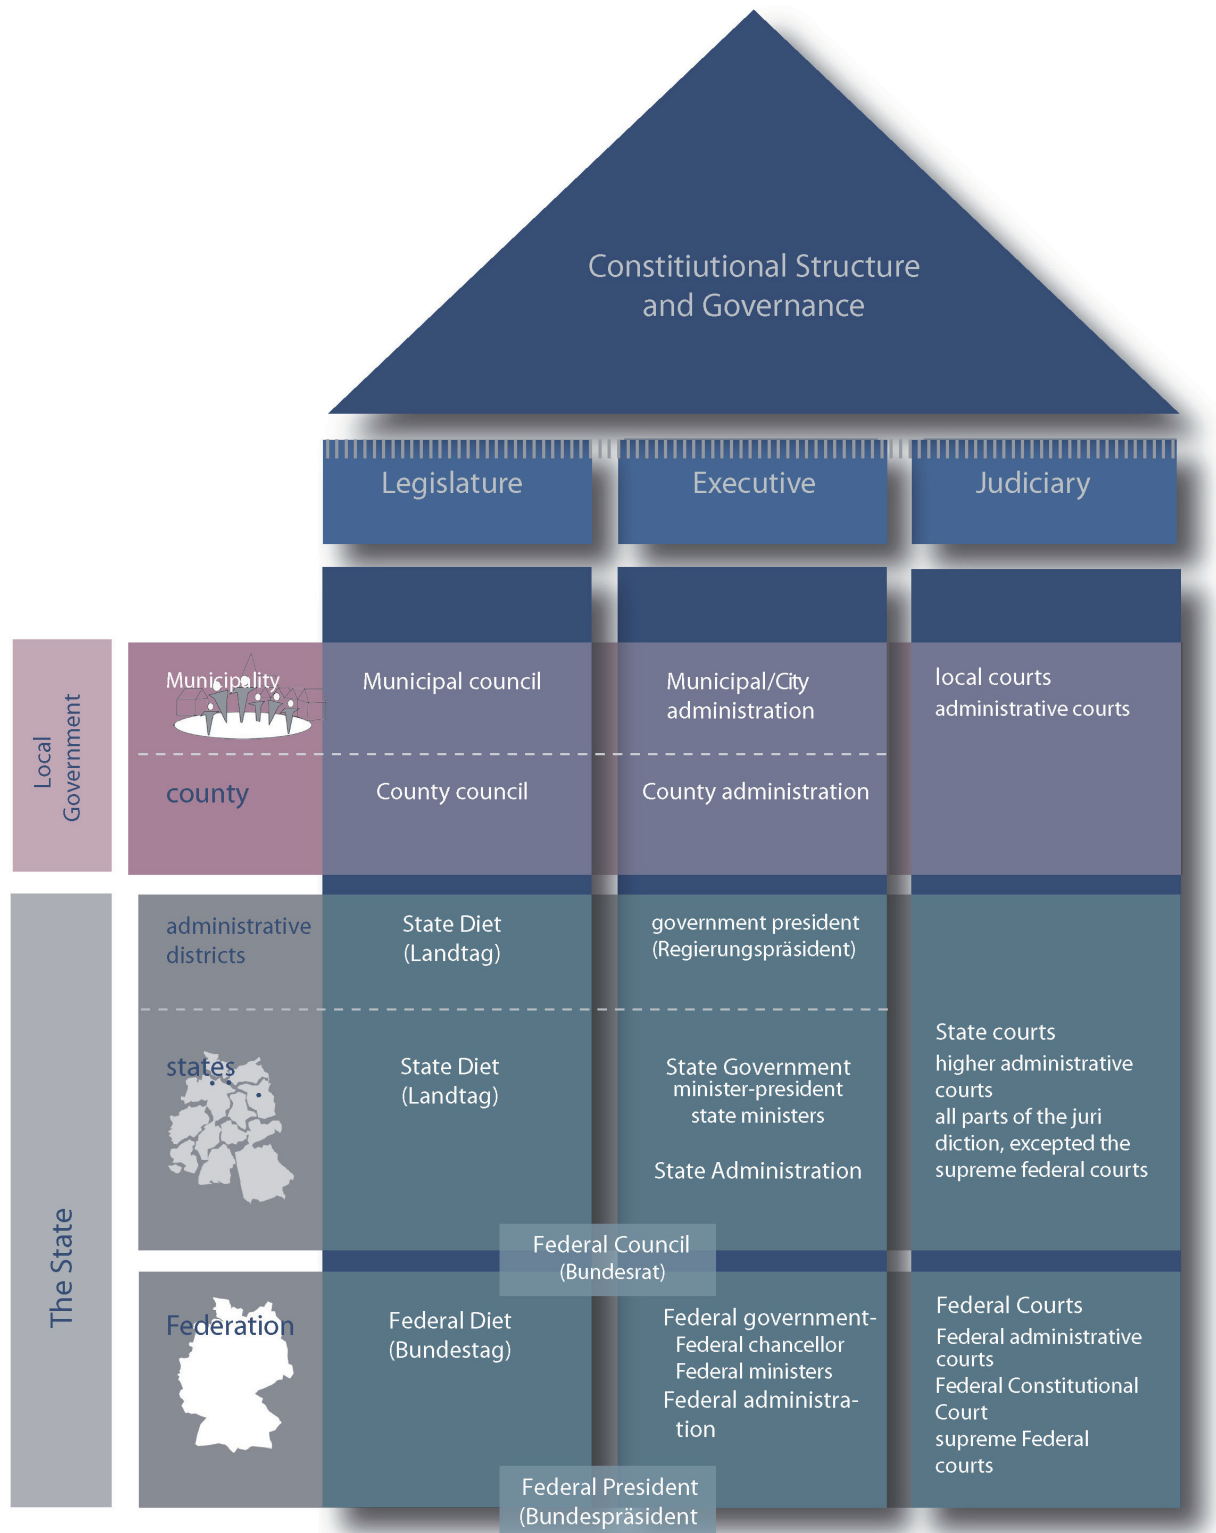 Constitiutional Structure
and Governance
Legislature
Executive
Judiciary
Local
Government
Municipality
Municipal council
Municipal/City
administration
local courts
administrative courts
county
County council
County administration
The State
administrative
districts
State Diet
(Landtag)
government president
(Regierungspräsident)
states
State Diet
(Landtag)
State Government
minister-president
state ministers
State Administration
State courts
higher administrative
courts
all parts of the juri
diction, excepted the
supreme federal courts
Federal Council
(Bundesrat)
Federation
Federal Diet
(Bundestag)
Federal government-
Federal chancellor
Federal ministers
Federal administra-
tion
Federal Courts
Federal administrative
courts
Federal Constitutional
Court
supreme Federal
courts
Federal President
(Bundespräsident